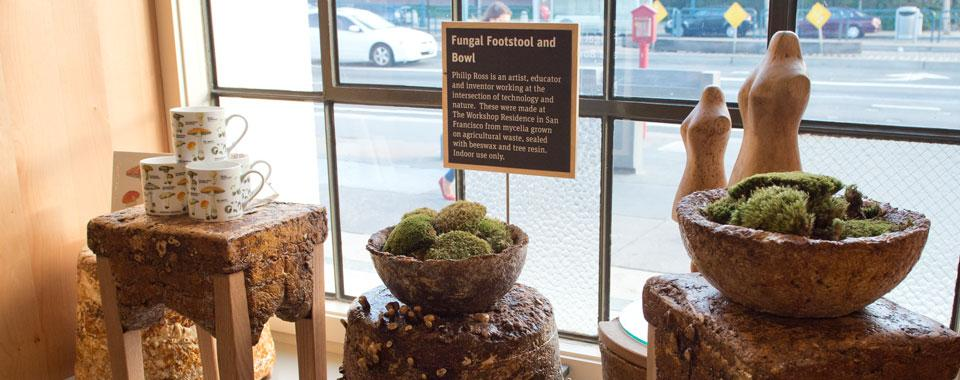 Fungal Footstool and
Bowl
Philip Ross is an artist, educator
and inventor working at the
intersection of technology and
nature. These were made at
The Workshop Residence in San
Francisco from mycelia grown
on agricultural waste, sealed
with beeswax and tree resin.
Indoor use only.